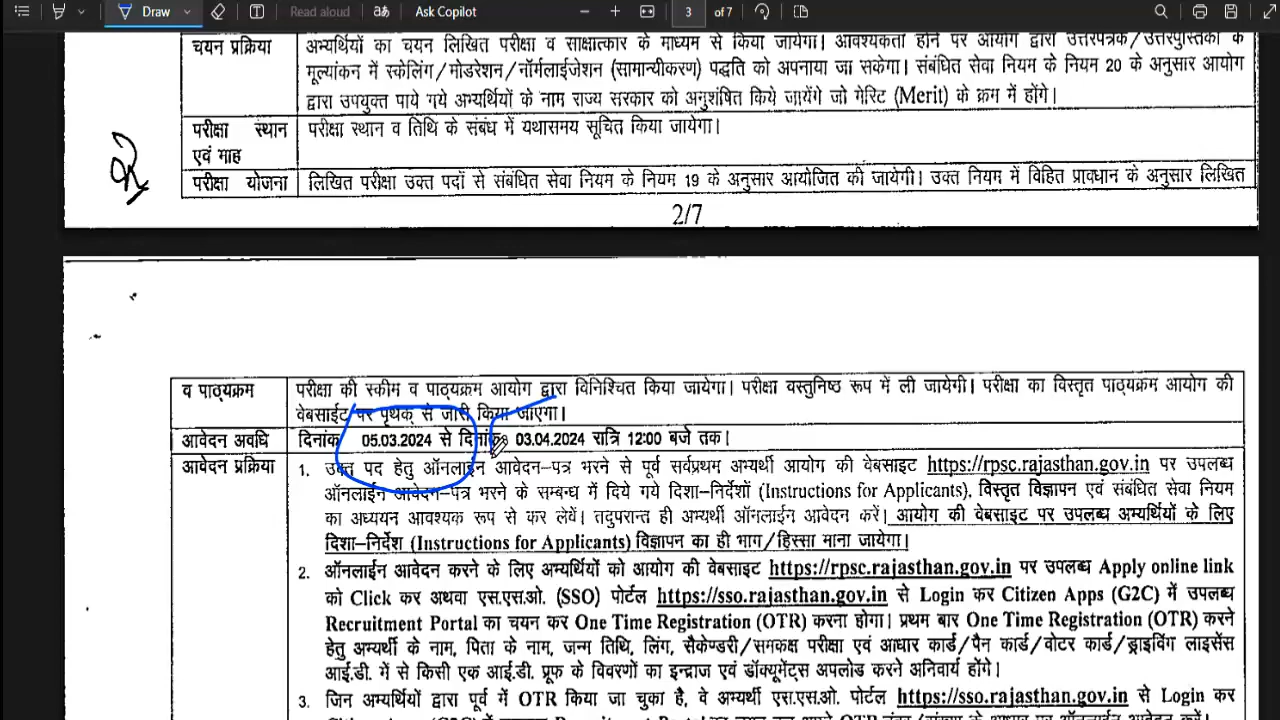 Draw
Read aloud
Ask Copilot
3 of 7
चयन प्रक्रिया
अभ्यर्थियों का चयन लिखित परीक्षा व साक्षात्कार के माध्यम से किया जायेगा। आवश्यकता होने पर आयोग द्वारा उत्तरपत्रक/उत्तरपुस्तिका के
मूल्यांकन में स्केलिंग/मोडरेशन/नॉर्मलाईजेशन (सामान्यीकरण) पद्धति को अपनाया जा सकेगा। संबंधित सेवा नियम के नियम 20 के अनुसार आयोग
द्वारा उपयुक्त पाये गये अभ्यर्थियों के नाम राज्य सरकार को अनुशंषित किये जायेंगे जो मेरिट (Merit) के क्रम में होंगे।
परीक्षा स्थान एवं माह
परीक्षा स्थान व तिथि के संबंध में यथासमय सूचित किया जायेगा।
परीक्षा योजना
लिखित परीक्षा उक्त पदों से संबंधित सेवा नियम के नियम 19 के अनुसार आयोजित की जायेगी। उक्त नियम में विहित प्रावधान के अनुसार लिखित
2/7
व पाठ्यक्रम
परीक्षा की स्कीम व पाठ्यक्रम आयोग द्वारा विनिश्चित किया जायेगा। परीक्षा वस्तुनिष्ठ रूप में ली जायेगी। परीक्षा का विस्तृत पाठ्यक्रम आयोग की
वेबसाईट पर पृथक् से जारी किया जाएगा।
आवेदन अवधि
दिनांक 05.03.2024 से दिनांक 03.04.2024 रात्रि 12:00 बजे तक।
आवेदन प्रक्रिया
1. उक्त पद हेतु ऑनलाईन आवेदन-पत्र भरने से पूर्व सर्वप्रथम अभ्यर्थी आयोग की वेबसाइट https://rpsc.rajasthan.gov.in पर उपलब्ध
ऑनलाईन आवेदन-पत्र भरने के सम्बन्ध में दिये गये दिशा-निर्देशों (Instructions for Applicants), विस्तृत विज्ञापन एवं संबंधित सेवा नियम
का अध्ययन आवश्यक रूप से कर लेवें। तदुपरान्त ही अभ्यर्थी ऑनलाईन आवेदन करें। आयोग की वेबसाइट पर उपलब्ध अभ्यर्थियों के लिए
दिशा-निर्देश (Instructions for Applicants) विज्ञापन का ही भाग/हिस्सा माना जायेगा।
2. ऑनलाईन आवेदन करने के लिए अभ्यर्थियों को आयोग की वेबसाइट https://rpsc.rajasthan.gov.in पर उपलब्ध Apply online link
को Click कर अथवा एस.एस.ओ. (SSO) पोर्टल https://sso.rajasthan.gov.in से Login कर Citizen Apps (G2C) में उपलब्ध
Recruitment Portal का चयन कर One Time Registration (OTR) करना होगा। प्रथम बार One Time Registration (OTR) करने
हेतु अभ्यर्थी के नाम, पिता के नाम, जन्म तिथि, लिंग, सैकेण्डरी/समकक्ष परीक्षा एवं आधार कार्ड/पैन कार्ड/वोटर कार्ड/ड्राइविंग लाइसेंस
आई.डी. में से किसी एक आई.डी. प्रूफ के विवरणों का इन्द्राज एवं डॉक्यूमेंट्स अपलोड करने अनिवार्य होंगे।
3. जिन अभ्यर्थियों द्वारा पूर्व में OTR किया जा चुका है, वे अभ्यर्थी एस.एस.ओ. पोर्टल https://sso.rajasthan.gov.in से Login कर